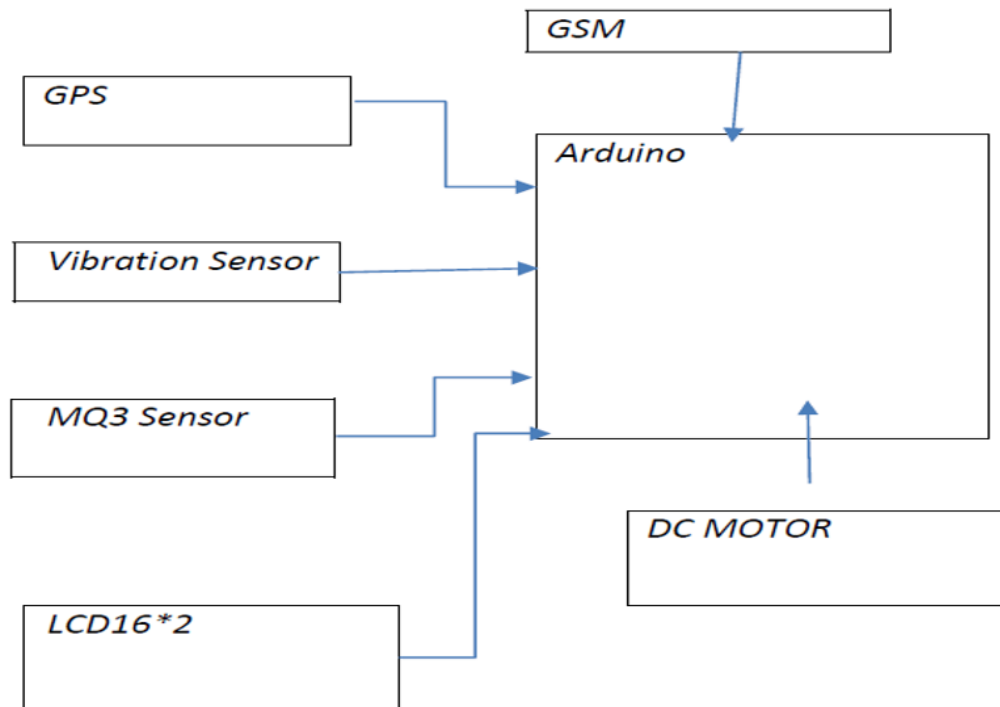 GSM
GPS
Arduino
Vibration Sensor
MQ3 Sensor
DC MOTOR
LCD16*2